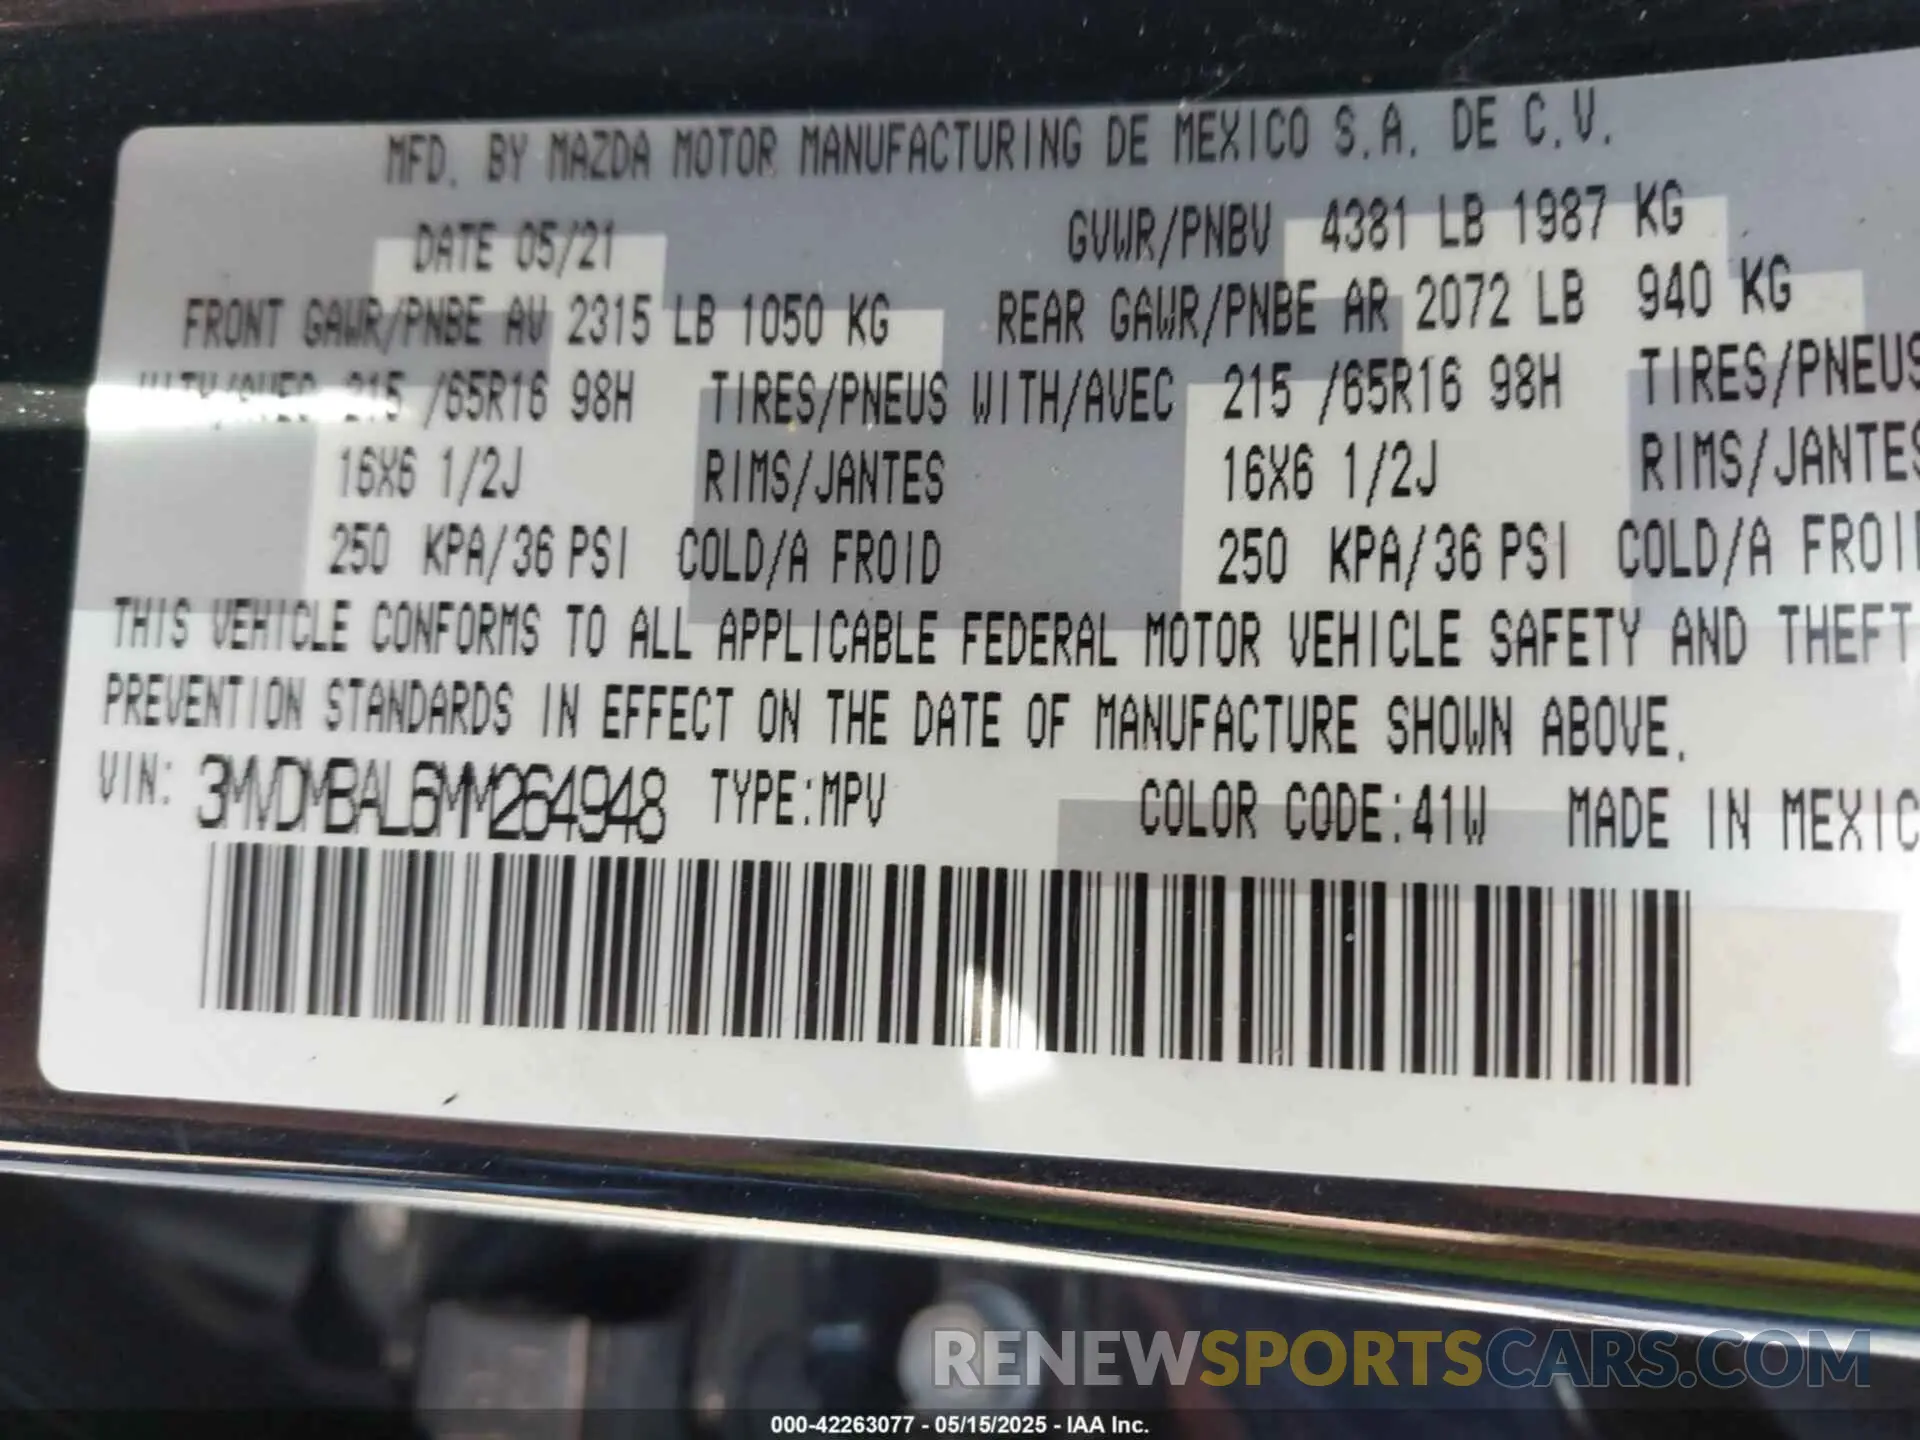 MFD. BY MAZDA MOTOR MANUFACTURING DE MEXICO S.A. DE C.V.
DATE 05/21 GVWR/PNBV 4381 LB 1987 KG
FRONT GAWR/PNBE AV 2315 LB 1050 KG REAR GAWR/PNBE AR 2072 LB 940 KG
WITH/AVEC 215 /65R16 98H TIRES/PNEUS WITH/AVEC 215 /65R16 98H TIRES/PNEUS
16X6 1/2J RIMS/JANTES 16X6 1/2J RIMS/JANTES
250 KPA/36 PSI COLD/A FROID 250 KPA/36 PSI COLD/A FROI
THIS VEHICLE CONFORMS TO ALL APPLICABLE FEDERAL MOTOR VEHICLE SAFETY AND THEFT
PREVENTION STANDARDS IN EFFECT ON THE DATE OF MANUFACTURE SHOWN ABOVE.
VIN: 3MVDMBAL6MM264948 TYPE:MPV COLOR CODE:41W MADE IN MEXIC
RENEWSPORTSCARS.COM
000-42263077 - 05/15/2025 - IAA Inc.